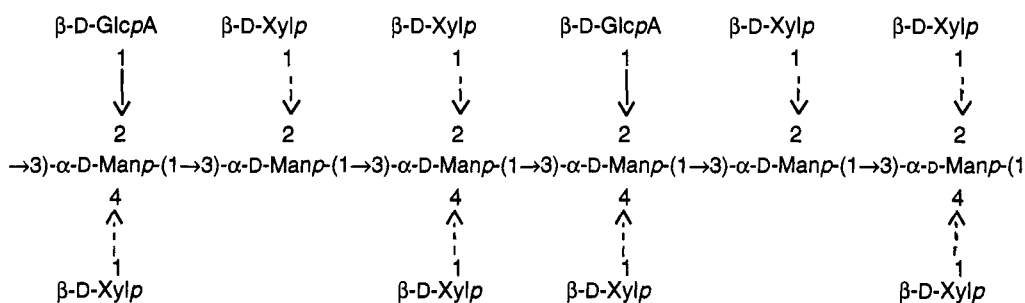 β-D-GlcpA β-D-Xylp β-D-Xylp β-D-GlcpA β-D-Xylp β-D-Xylp
1 1 1 1 1 1
2 2 2 2 2 2
→3)-α-D-Manp-(1→3)-α-D-Manp-(1→3)-α-D-Manp-(1→3)-α-D-Manp-(1→3)-α-D-Manp-(1→3)-α-D-Manp-(1
4 4 4 4
1 1 1 1
β-D-Xylp β-D-Xylp β-D-Xylp β-D-Xylp